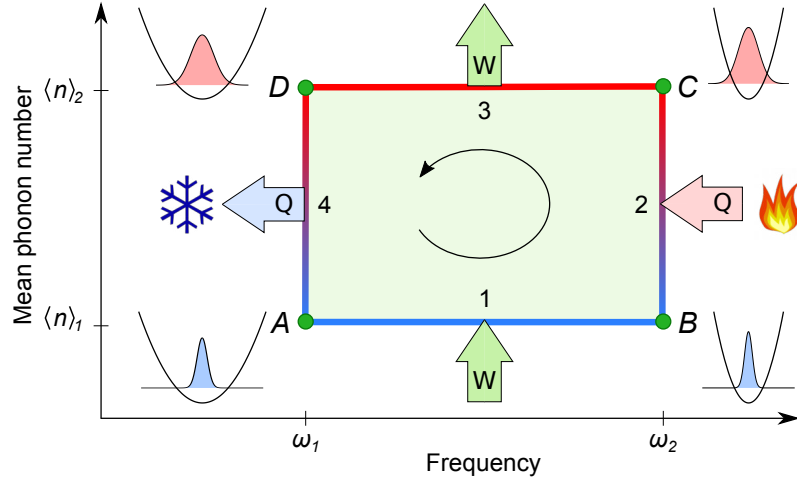 W
⟨n⟩₂
D
C
3
Q
4
2
Q
1
⟨n⟩₁
A
B
W
ω₁
ω₂
Frequency
Mean phonon number